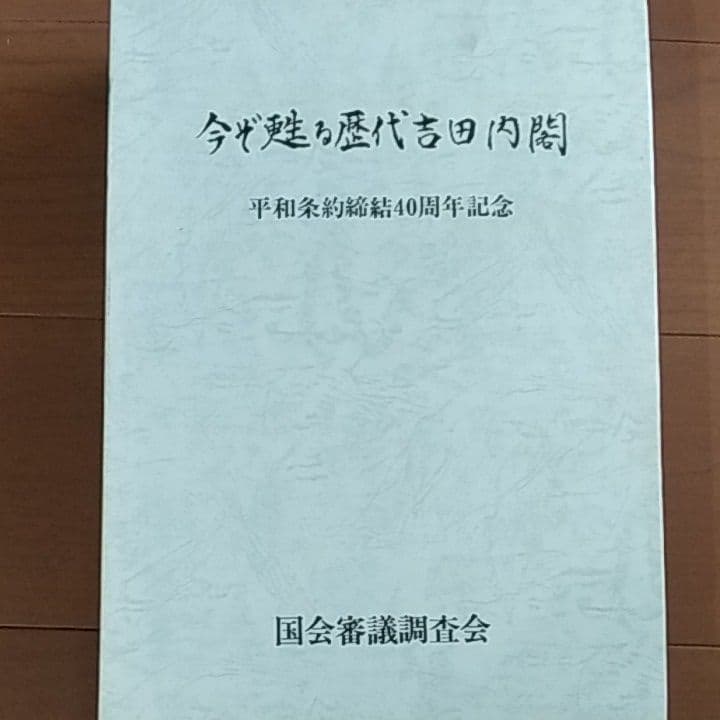 今ぞ甦る歴代吉田内閣
平和条約締結40周年記念
国会審議調査会